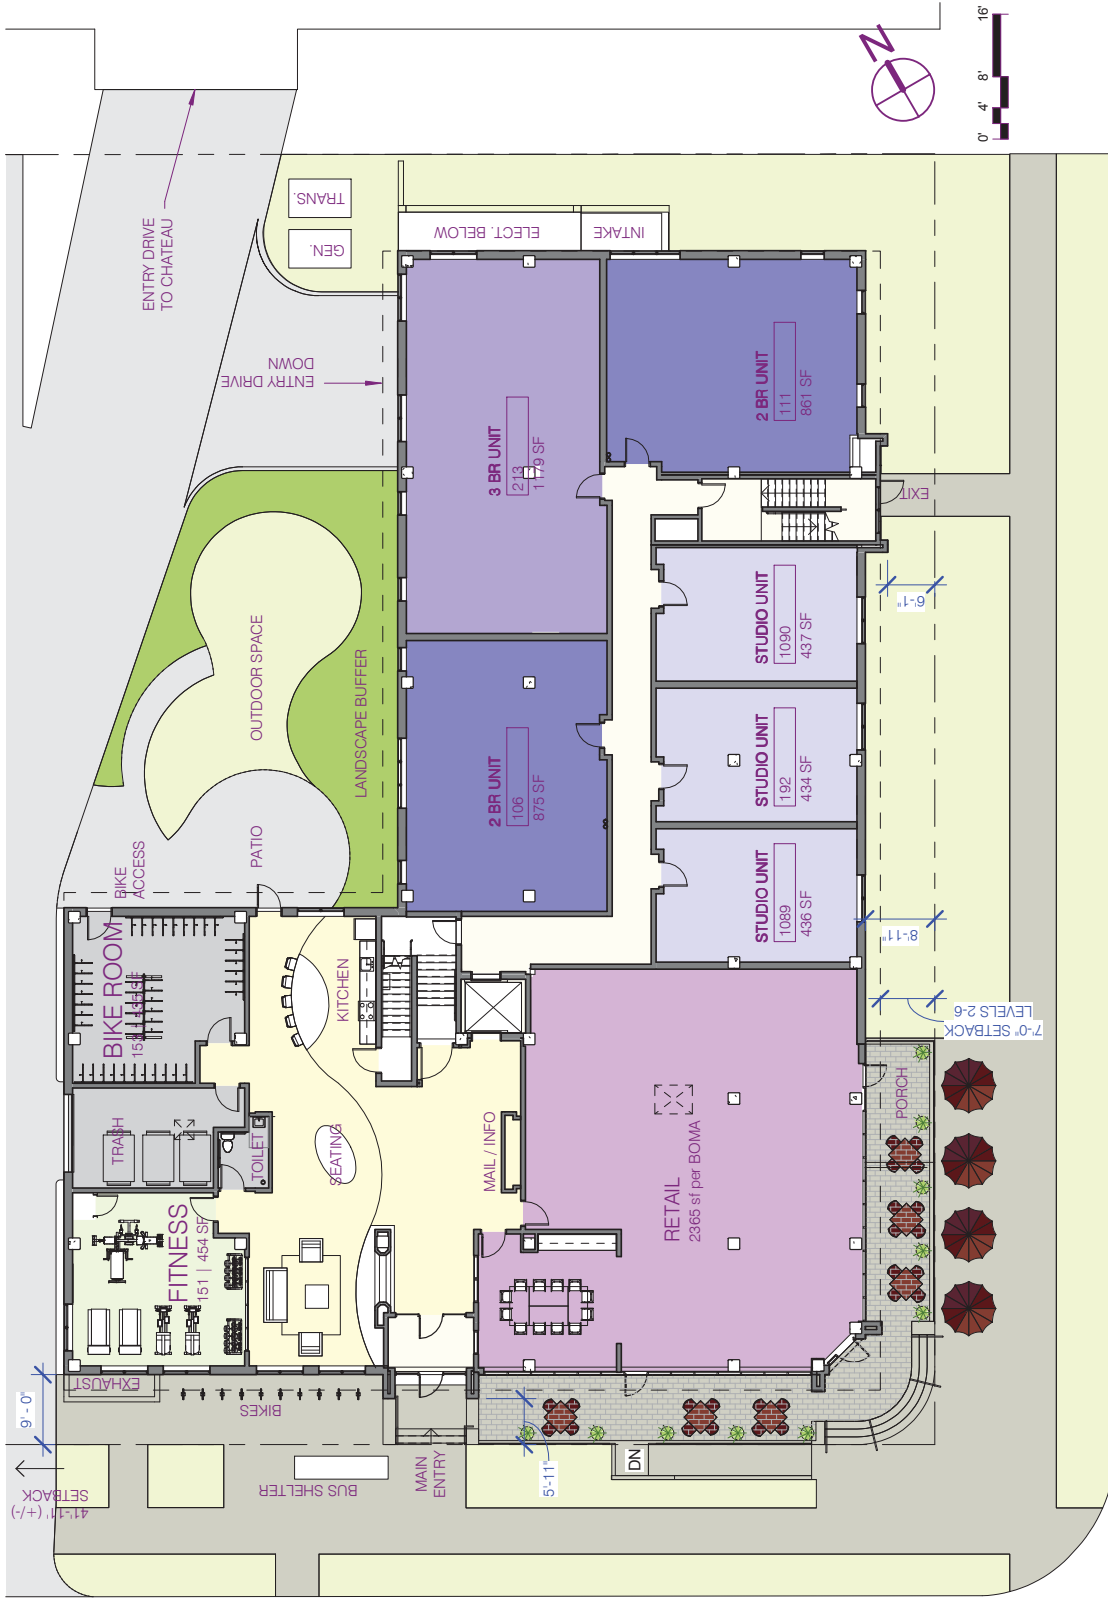 N
0'
4'
8'
16'
ENTRY DRIVE
TO CHATEAU
TRANS.
GEN.
ELECT. BELOW
INTAKE
ENTRY DRIVE
DOWN
3 BR UNIT
213
1179 SF
2 BR UNIT
111
861 SF
EXIT
OUTDOOR SPACE
LANDSCAPE BUFFER
STUDIO UNIT
1090
437 SF
6'-1"
2 BR UNIT
106
875 SF
STUDIO UNIT
192
434 SF
PATIO
BIKE
ACCESS
STUDIO UNIT
1089
436 SF
8'-11"
7'-0" SETBACK
LEVELS 2-6
BIKE ROOM
KITCHEN
TRASH
TOILET
SEATING
MAIL / INFO
RETAIL
2365 sf per BOMA
PORCH
FITNESS
151 | 454 SF
EXHAUST
BIKES
9' - 0"
41'-11" (+/-)
SETBACK
BUS SHELTER
MAIN
ENTRY
5'-11"
DN